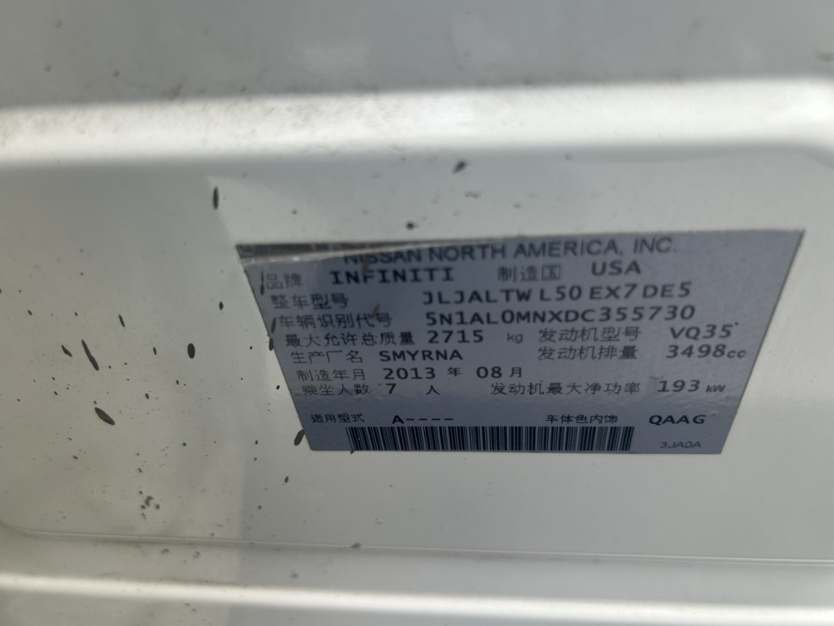 NISSAN NORTH AMERICA, INC.
品牌 INFINITI 制造国 USA
整车型号 JLJALTWL50EX7DE5
车辆识别代号 5N1AL0MNXDC355730
最大允许总质量 2715 kg 发动机型号 VQ35
生产厂名 SMYRNA 发动机排量 3498cc
制造年月 2013 年 08 月
乘坐人数 7 人 发动机最大净功率 193 kW
适用型式 A---- 车体色内饰 QAAG
3JA0A